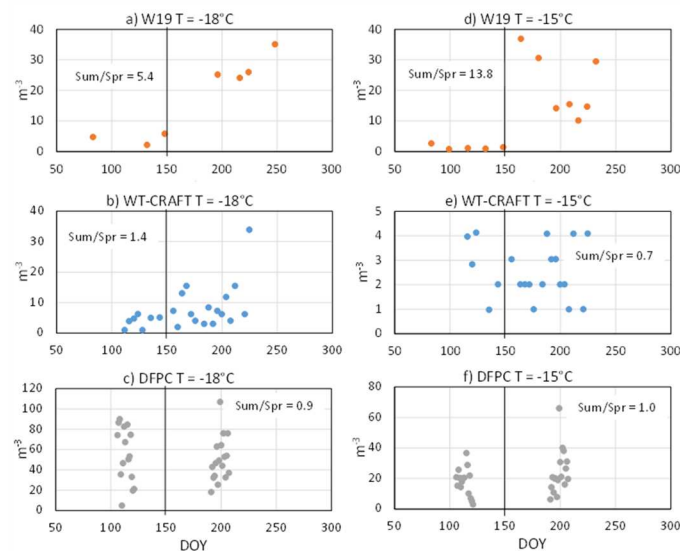 a) W19 T = -18°C
40
30
20
10
0
m⁻³
Sum/Spr = 5.4
50 100 150 200 250 300
d) W19 T = -15°C
40
30
20
10
0
m⁻³
Sum/Spr = 13.8
50 100 150 200 250 300
b) WT-CRAFT T = -18°C
40
30
20
10
0
m⁻³
Sum/Spr = 1.4
50 100 150 200 250 300
e) WT-CRAFT T = -15°C
5
4
3
2
1
0
m⁻³
Sum/Spr = 0.7
50 100 150 200 250 300
c) DFPC T = -18°C
120
100
80
60
40
20
0
m⁻³
Sum/Spr = 0.9
50 100 150 200 250 300
DOY
f) DFPC T = -15°C
80
60
40
20
0
m⁻³
Sum/Spr = 1.0
50 100 150 200 250 300
DOY